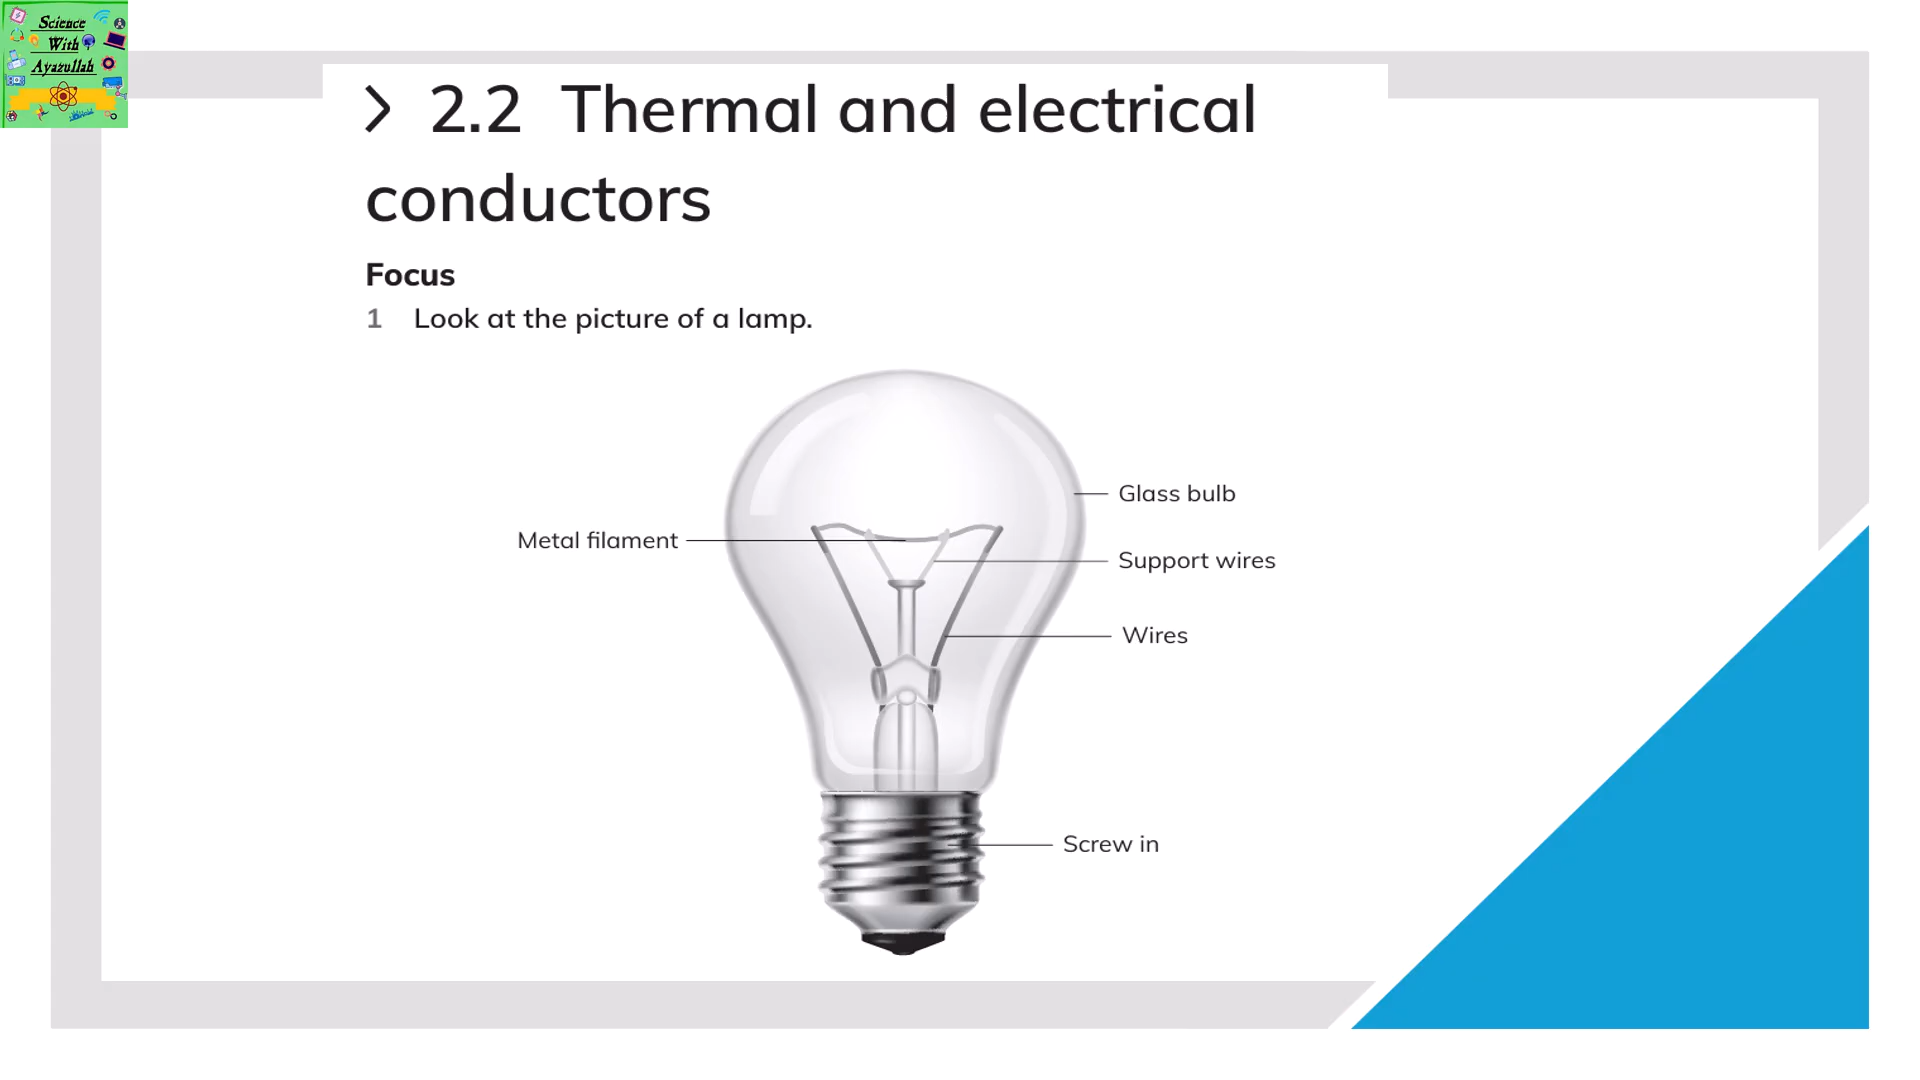 Science
With
Ayazullah
2.2 Thermal and electrical
conductors
Focus
1 Look at the picture of a lamp.
Glass bulb
Metal filament
Support wires
Wires
Screw in